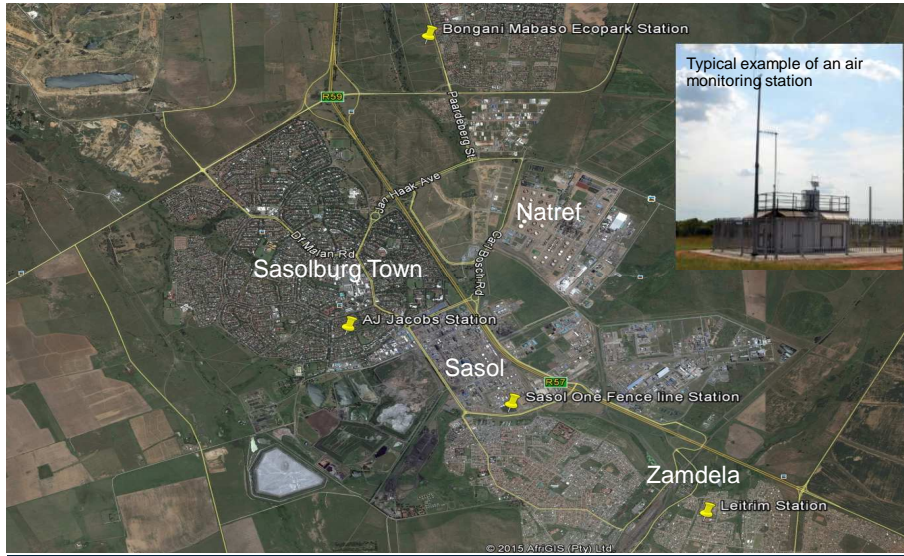 Bongani Mabaso Ecopark Station
Typical example of an air
monitoring station
R59
Paardeberg St
Jan Haak Ave
Natref
Dr Malan Rd
Carl Bosch Rd
Sasolburg Town
AJ Jacobs Station
Sasol
R57
Sasol One Fence line Station
Zamdela
Leitrim Station
© 2015 AfriGIS (Pty) Ltd.